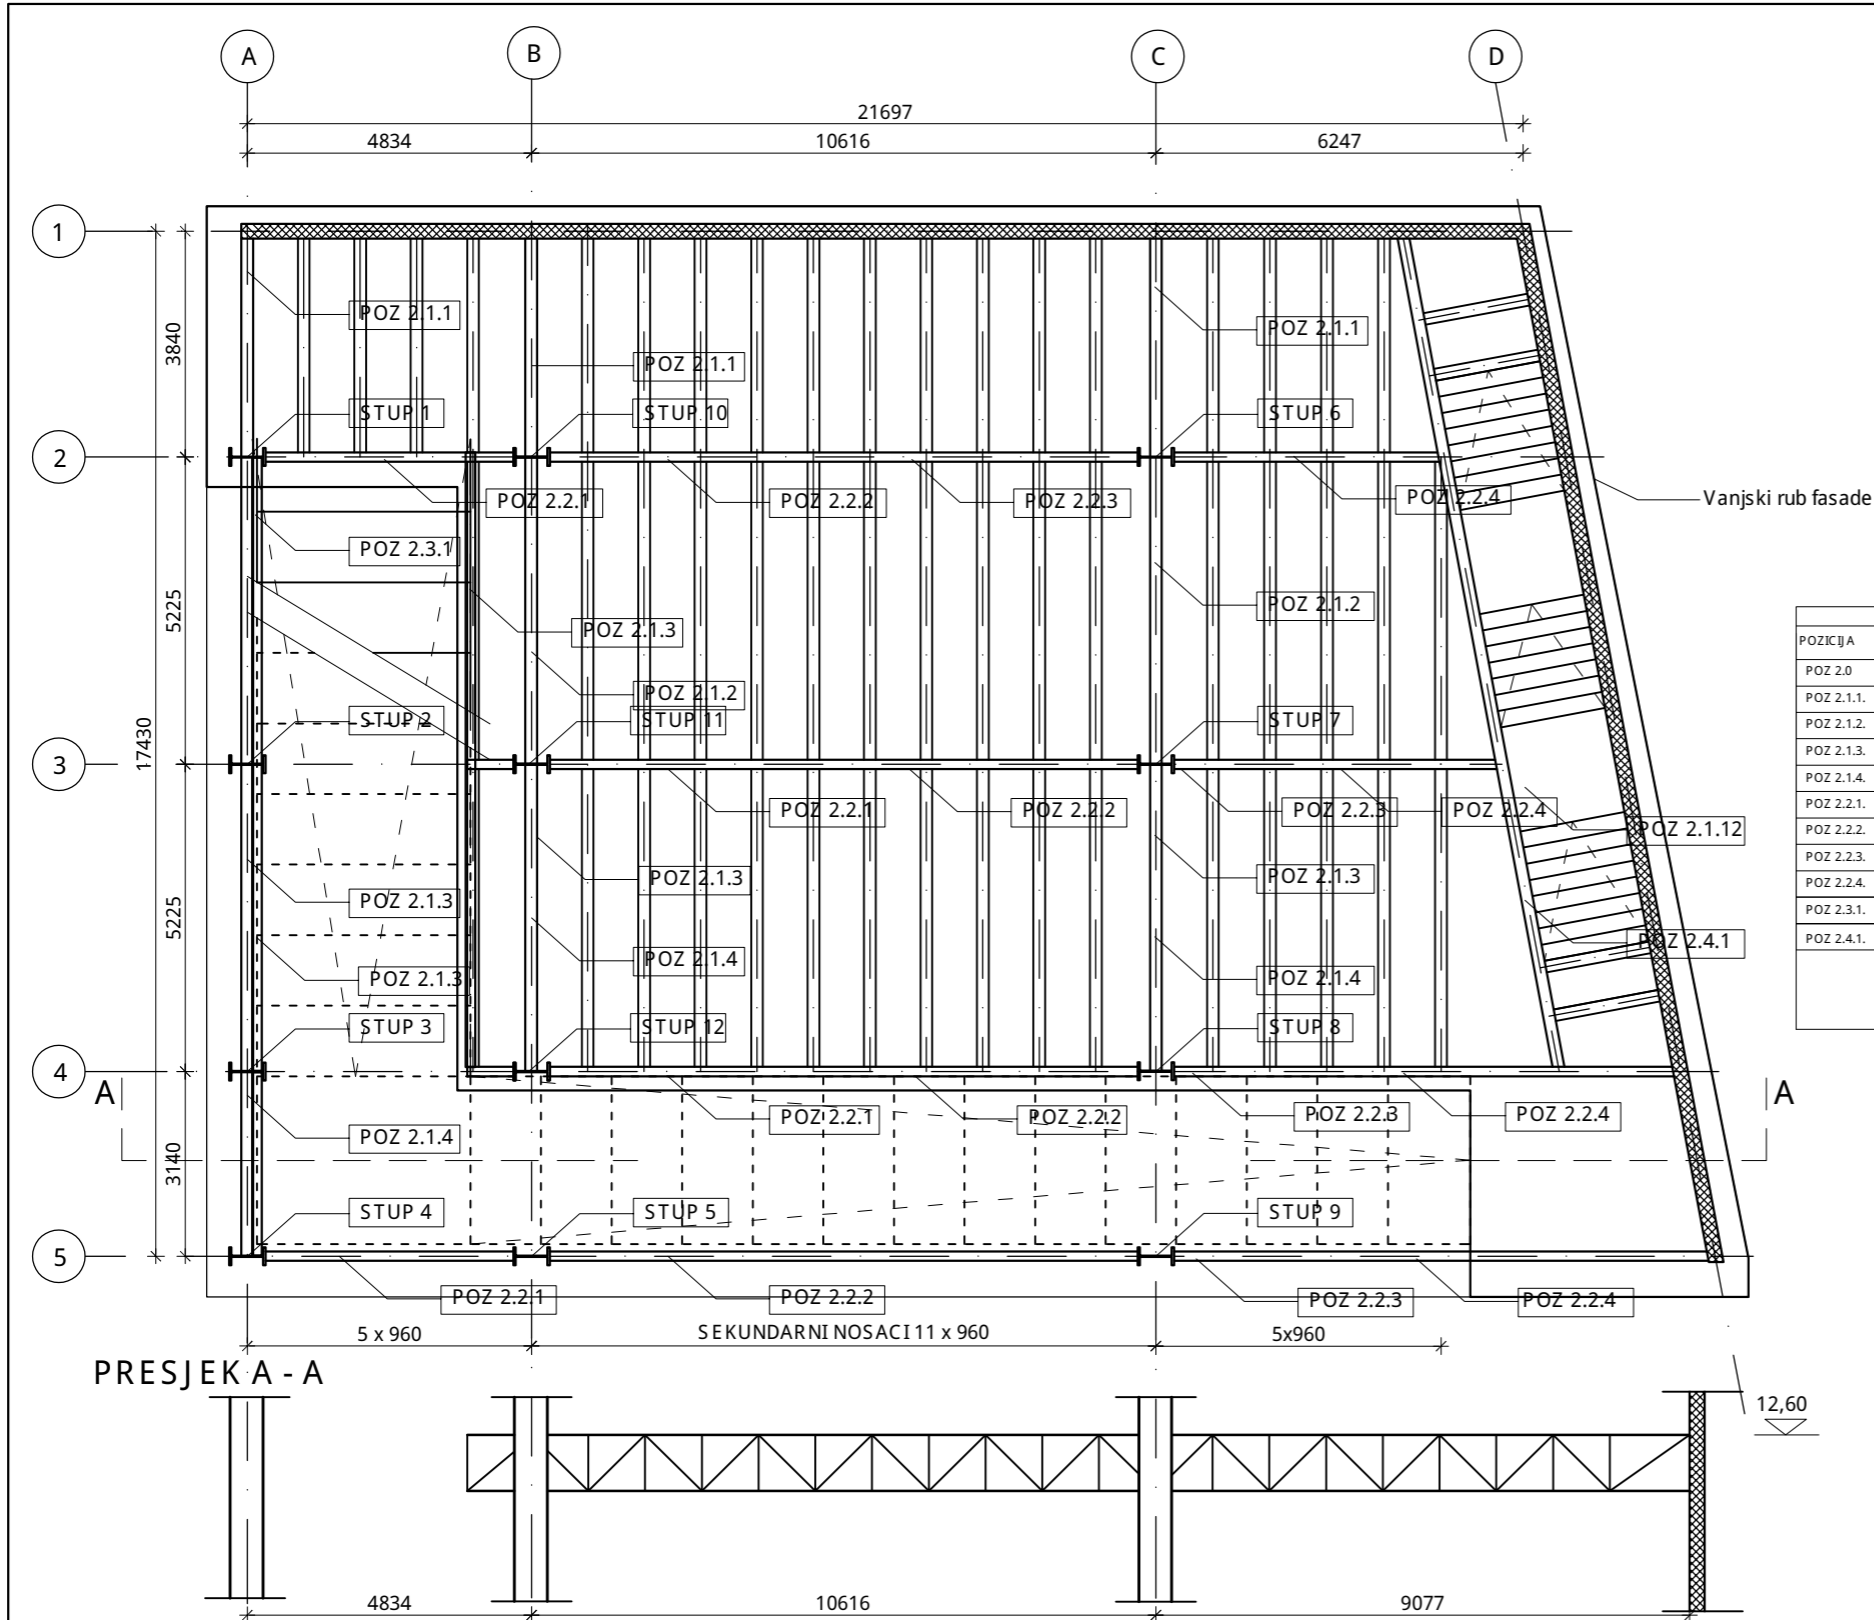 A
B
C
D
21697
4834
10616
6247
1
3840
POZ 2.1.1
POZ 2.1.1
POZ 2.1.1
STUP 1
STUP 10
STUP 6
2
POZ 2.2.1
POZ 2.2.2
POZ 2.2.3
POZ 2.2.4
Vanjski rub fasade
POZ 2.3.1
5225
POZ 2.1.3
POZ 2.1.2
POZ 2.1.2
STUP 2
STUP 11
STUP 7
17430
3
POZ 2.2.1
POZ 2.2.2
POZ 2.2.3
POZ 2.2.4
POZ 2.1.12
POZ 2.1.3
POZ 2.1.3
POZ 2.1.3
5225
POZ 2.1.4
POZ 2.4.1
POZ 2.1.3
POZ 2.1.4
STUP 3
STUP 12
STUP 8
4
A
A
POZ 2.2.1
POZ 2.2.2
POZ 2.2.3
POZ 2.2.4
POZ 2.1.4
3140
STUP 4
STUP 5
STUP 9
5
POZ 2.2.1
POZ 2.2.2
POZ 2.2.3
POZ 2.2.4
5 x 960
SEKUNDARNI NOSACI 11 x 960
5x960
POZICIJA
POZ 2.0
POZ 2.1.1.
POZ 2.1.2.
POZ 2.1.3.
POZ 2.1.4.
POZ 2.2.1.
POZ 2.2.2.
POZ 2.2.3.
POZ 2.2.4.
POZ 2.3.1.
POZ 2.4.1.
PRESJEK A - A
12,60
4834
10616
9077